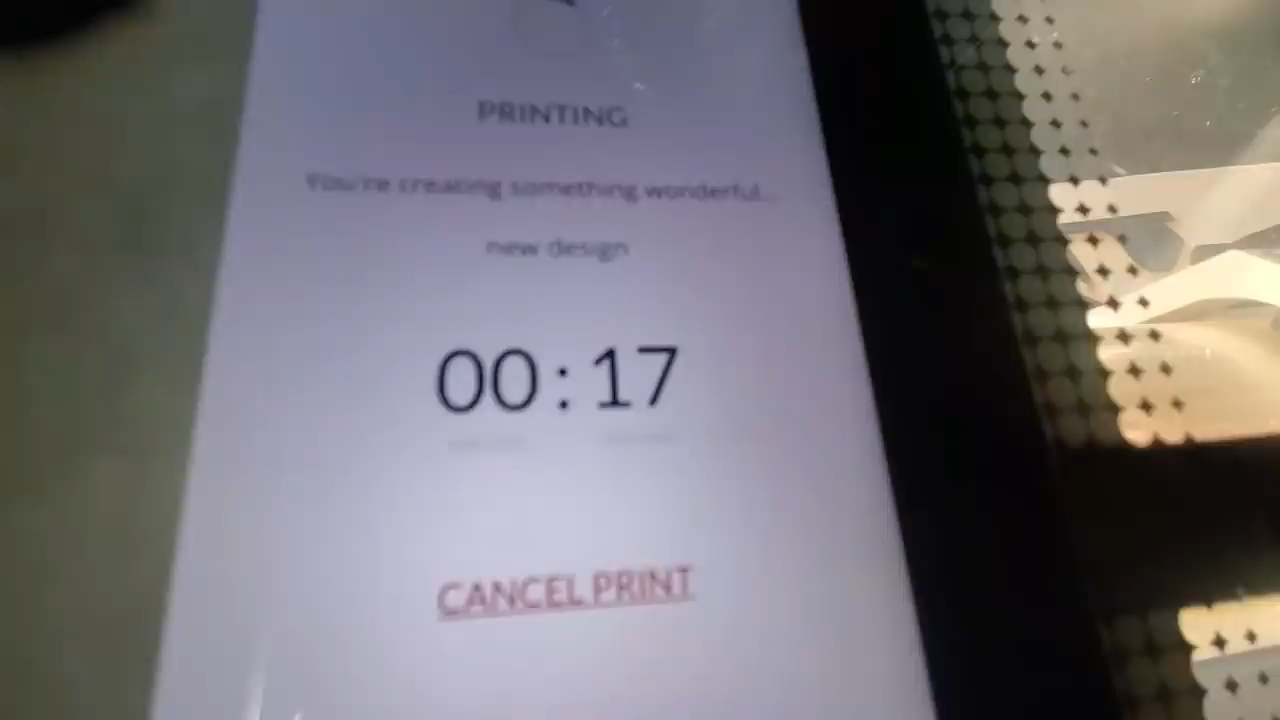 PRINTING
You're creating something wonderful...
new design
00:17
CANCEL PRINT